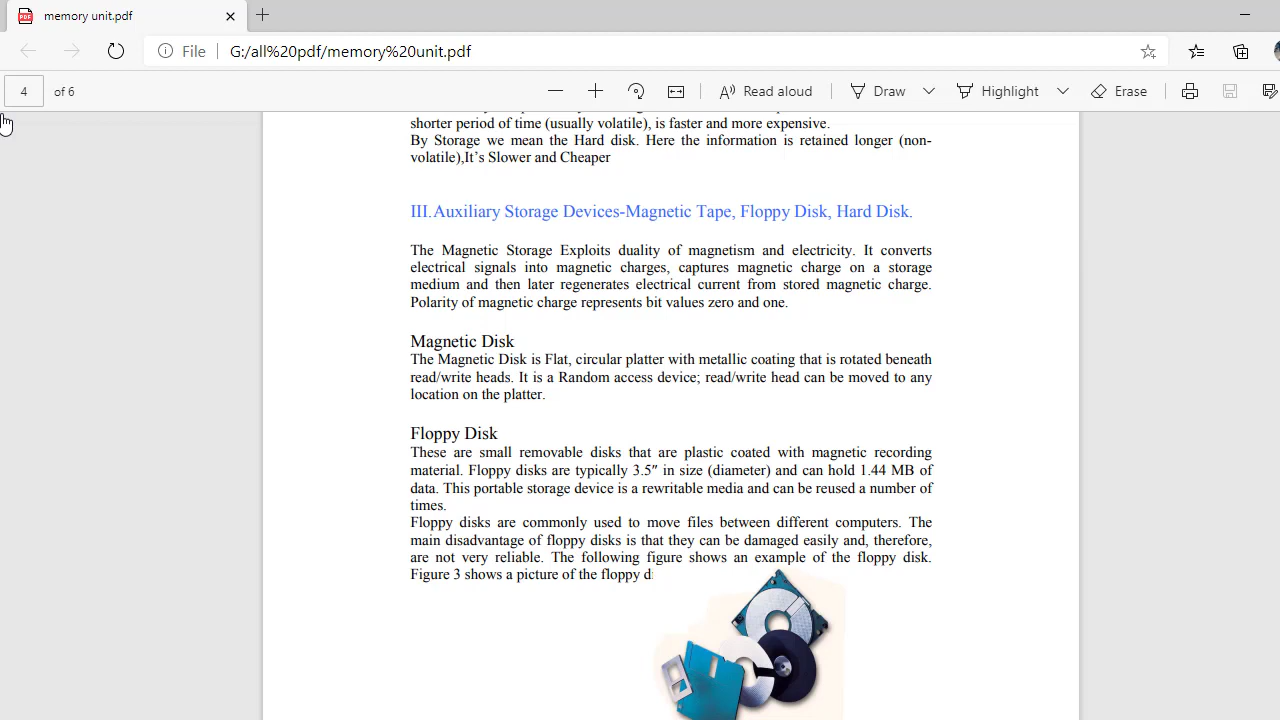 memory unit.pdf
File
G:/all%20pdf/memory%20unit.pdf
4 of 6
Read aloud
Draw
Highlight
Erase
shorter period of time (usually volatile), is faster and more expensive.
By Storage we mean the Hard disk. Here the information is retained longer (non-
volatile),It's Slower and Cheaper
III.Auxiliary Storage Devices-Magnetic Tape, Floppy Disk, Hard Disk.
The Magnetic Storage Exploits duality of magnetism and electricity. It converts
electrical signals into magnetic charges, captures magnetic charge on a storage
medium and then later regenerates electrical current from stored magnetic charge.
Polarity of magnetic charge represents bit values zero and one.
Magnetic Disk
The Magnetic Disk is Flat, circular platter with metallic coating that is rotated beneath
read/write heads. It is a Random access device; read/write head can be moved to any
location on the platter.
Floppy Disk
These are small removable disks that are plastic coated with magnetic recording
material. Floppy disks are typically 3.5″ in size (diameter) and can hold 1.44 MB of
data. This portable storage device is a rewritable media and can be reused a number of
times.
Floppy disks are commonly used to move files between different computers. The
main disadvantage of floppy disks is that they can be damaged easily and, therefore,
are not very reliable. The following figure shows an example of the floppy disk.
Figure 3 shows a picture of the floppy